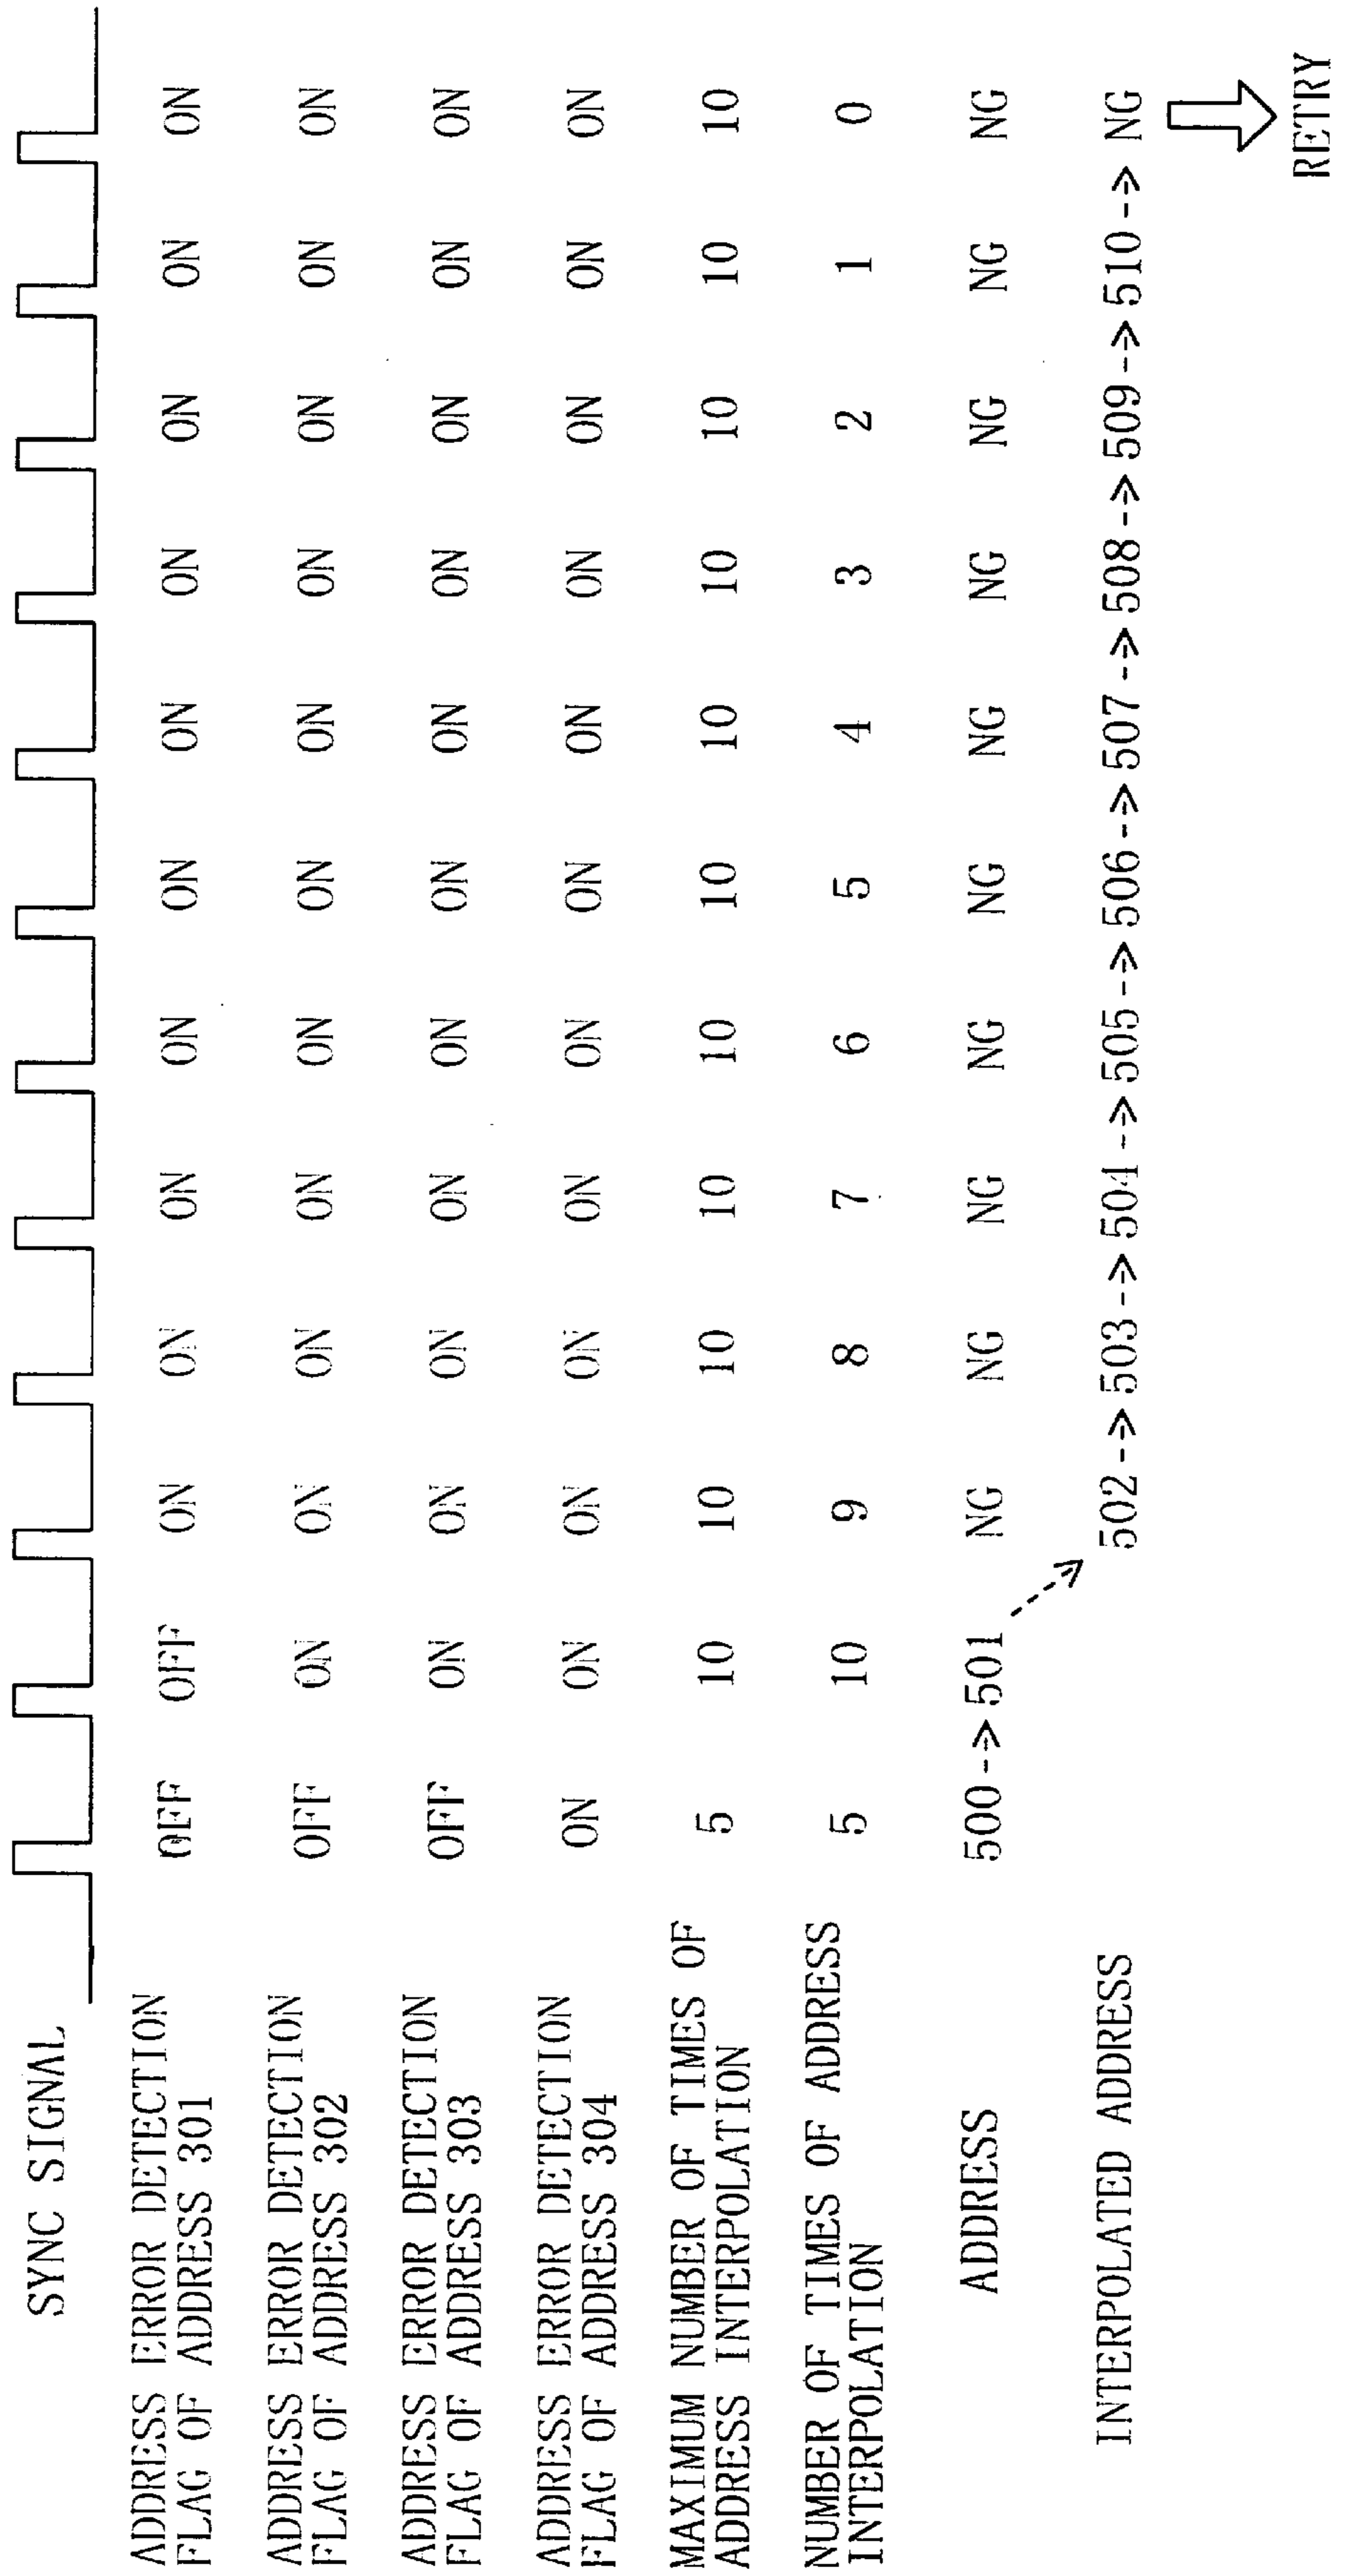 SYNC SIGNAL
ADDRESS ERROR DETECTION
FLAG OF ADDRESS 301
OFF OFF ON ON ON ON ON ON ON ON ON ON
ADDRESS ERROR DETECTION
FLAG OF ADDRESS 302
OFF ON ON ON ON ON ON ON ON ON ON ON
ADDRESS ERROR DETECTION
FLAG OF ADDRESS 303
OFF ON ON ON ON ON ON ON ON ON ON ON
ADDRESS ERROR DETECTION
FLAG OF ADDRESS 304
ON ON ON ON ON ON ON ON ON ON ON ON
MAXIMUM NUMBER OF TIMES OF
ADDRESS INTERPOLATION
5 10 10 10 10 10 10 10 10 10 10 10
NUMBER OF TIMES OF ADDRESS
INTERPOLATION
5 10 9 8 7 6 5 4 3 2 1 0
ADDRESS
500-->501 NG NG NG NG NG NG NG NG NG NG
INTERPOLATED ADDRESS
502-->503-->504-->505-->506-->507-->508-->509-->510--> NG
RETRY